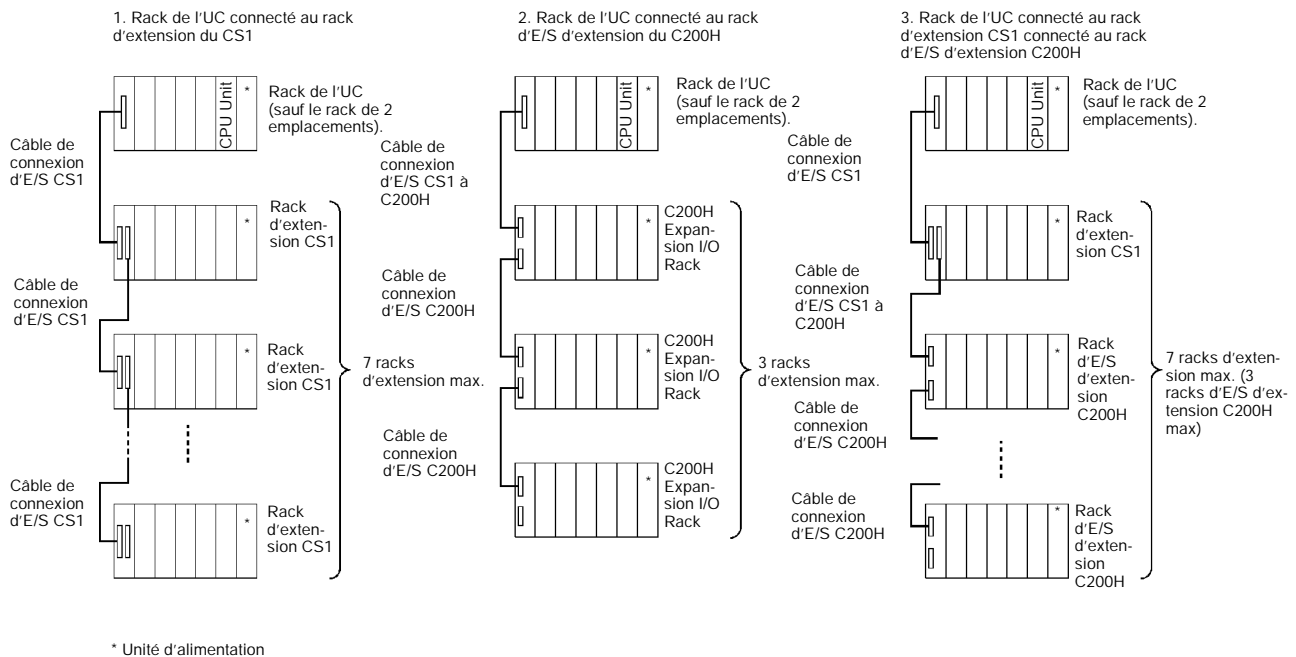 1. Rack de l'UC connecté au rack
d'extension du CS1
CPU Unit
*
Rack de l'UC
(sauf le rack de 2
emplacements).
Câble de
connexion
d'E/S CS1
*
Rack
d'exten-
sion CS1
Câble de
connexion
d'E/S CS1
*
Rack
d'exten-
sion CS1
7 racks
d'extension max.
Câble de
connexion
d'E/S CS1
*
Rack
d'exten-
sion CS1
2. Rack de l'UC connecté au rack
d'E/S d'extension du C200H
CPU Unit
*
Rack de l'UC
(sauf le rack de 2
emplacements).
Câble de
connexion
d'E/S CS1 à
C200H
*
C200H
Expan-
sion I/O
Rack
Câble de
connexion
d'E/S C200H
*
C200H
Expan-
sion I/O
Rack
3 racks
d'extension max.
Câble de
connexion
d'E/S C200H
*
C200H
Expan-
sion I/O
Rack
3. Rack de l'UC connecté au rack
d'extension CS1 connecté au rack
d'E/S d'extension C200H
CPU Unit
*
Rack de l'UC
(sauf le rack de 2
emplacements).
Câble de
connexion
d'E/S CS1
*
Rack
d'exten-
sion CS1
Câble de
connexion
d'E/S CS1 à
C200H
*
Rack
d'E/S
d'exten-
sion
C200H
7 racks d'exten-
sion max. (3
racks d'E/S d'ex-
tension C200H
max)
Câble de
connexion
d'E/S C200H
Câble de
connexion
d'E/S C200H
*
Rack
d'E/S
d'exten-
sion
C200H
* Unité d'alimentation